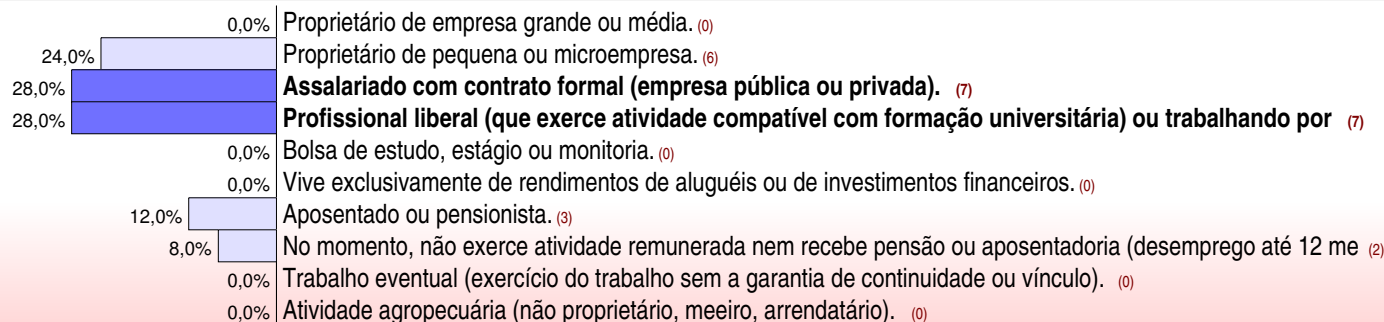 0,0% Proprietário de empresa grande ou média. (0)
24,0% Proprietário de pequena ou microempresa. (6)
28,0% Assalariado com contrato formal (empresa pública ou privada). (7)
28,0% Profissional liberal (que exerce atividade compatível com formação universitária) ou trabalhando por (7)
0,0% Bolsa de estudo, estágio ou monitoria. (0)
0,0% Vive exclusivamente de rendimentos de aluguéis ou de investimentos financeiros. (0)
12,0% Aposentado ou pensionista. (3)
8,0% No momento, não exerce atividade remunerada nem recebe pensão ou aposentadoria (desemprego até 12 me (2)
0,0% Trabalho eventual (exercício do trabalho sem a garantia de continuidade ou vínculo). (0)
0,0% Atividade agropecuária (não proprietário, meeiro, arrendatário). (0)